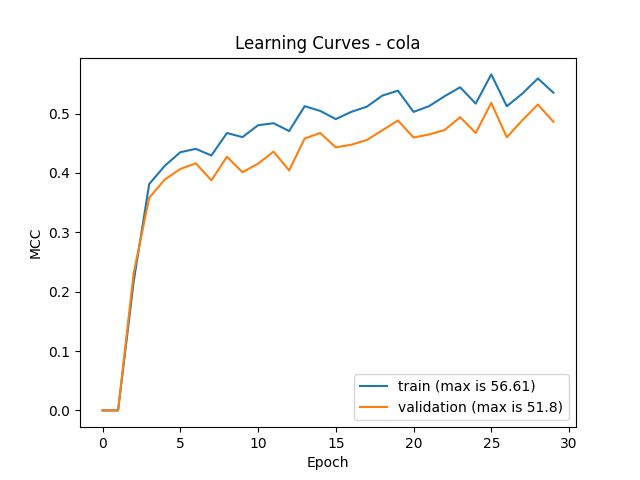 Learning Curves - cola
MCC
0.5
0.4
0.3
0.2
0.1
0.0
train (max is 56.61)
validation (max is 51.8)
0 5 10 15 20 25 30
Epoch